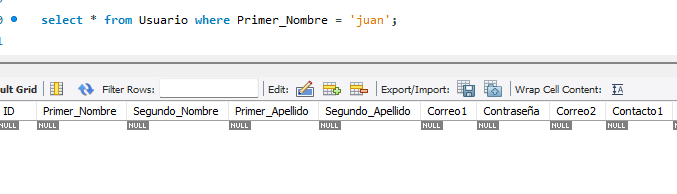 select * from Usuario where Primer_Nombre = 'juan';
ult Grid Filter Rows: Edit: Export/Import: Wrap Cell Content: IA
ID Primer_Nombre Segundo_Nombre Primer_Apellido Segundo_Apellido Correo1 Contraseña Correo2 Contacto1
NULL NULL NULL NULL NULL NULL NULL NULL NULL